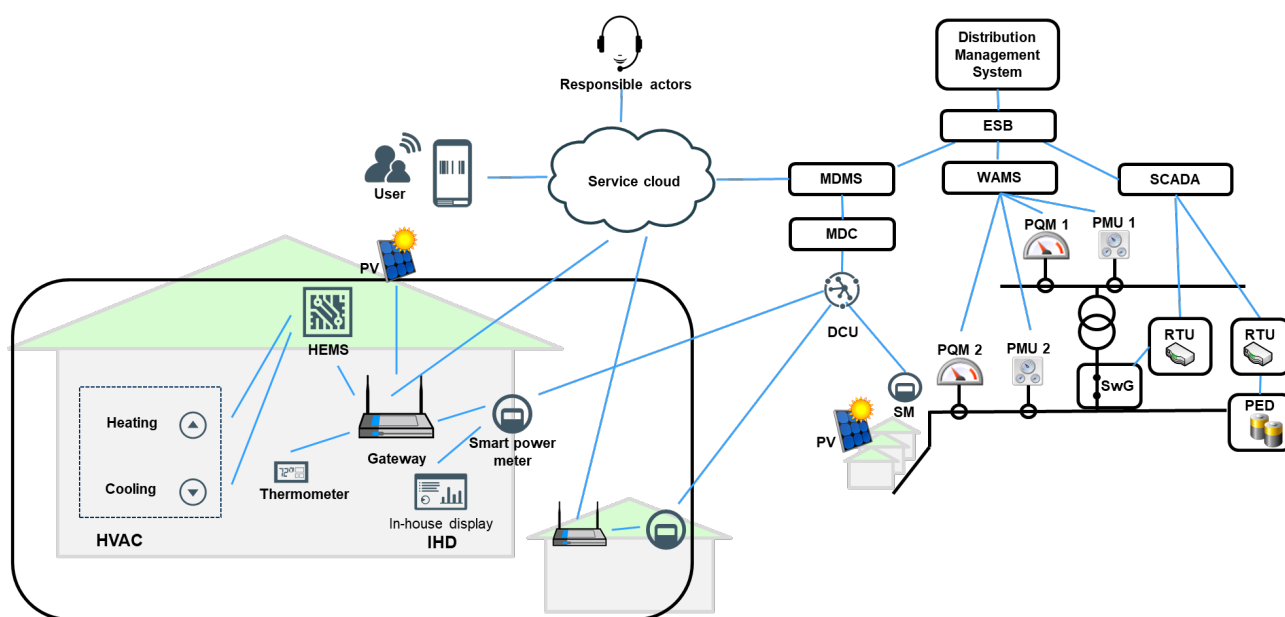 Distribution
Management
System
Responsible actors
ESB
User
Service cloud
MDMS
WAMS
SCADA
PQM 1
PMU 1
MDC
PV
HEMS
DCU
RTU
RTU
PQM 2
PMU 2
SwG
SM
PED
PV
Heating
Gateway
Smart power
meter
72°
Cooling
Thermometer
In-house display
HVAC
IHD